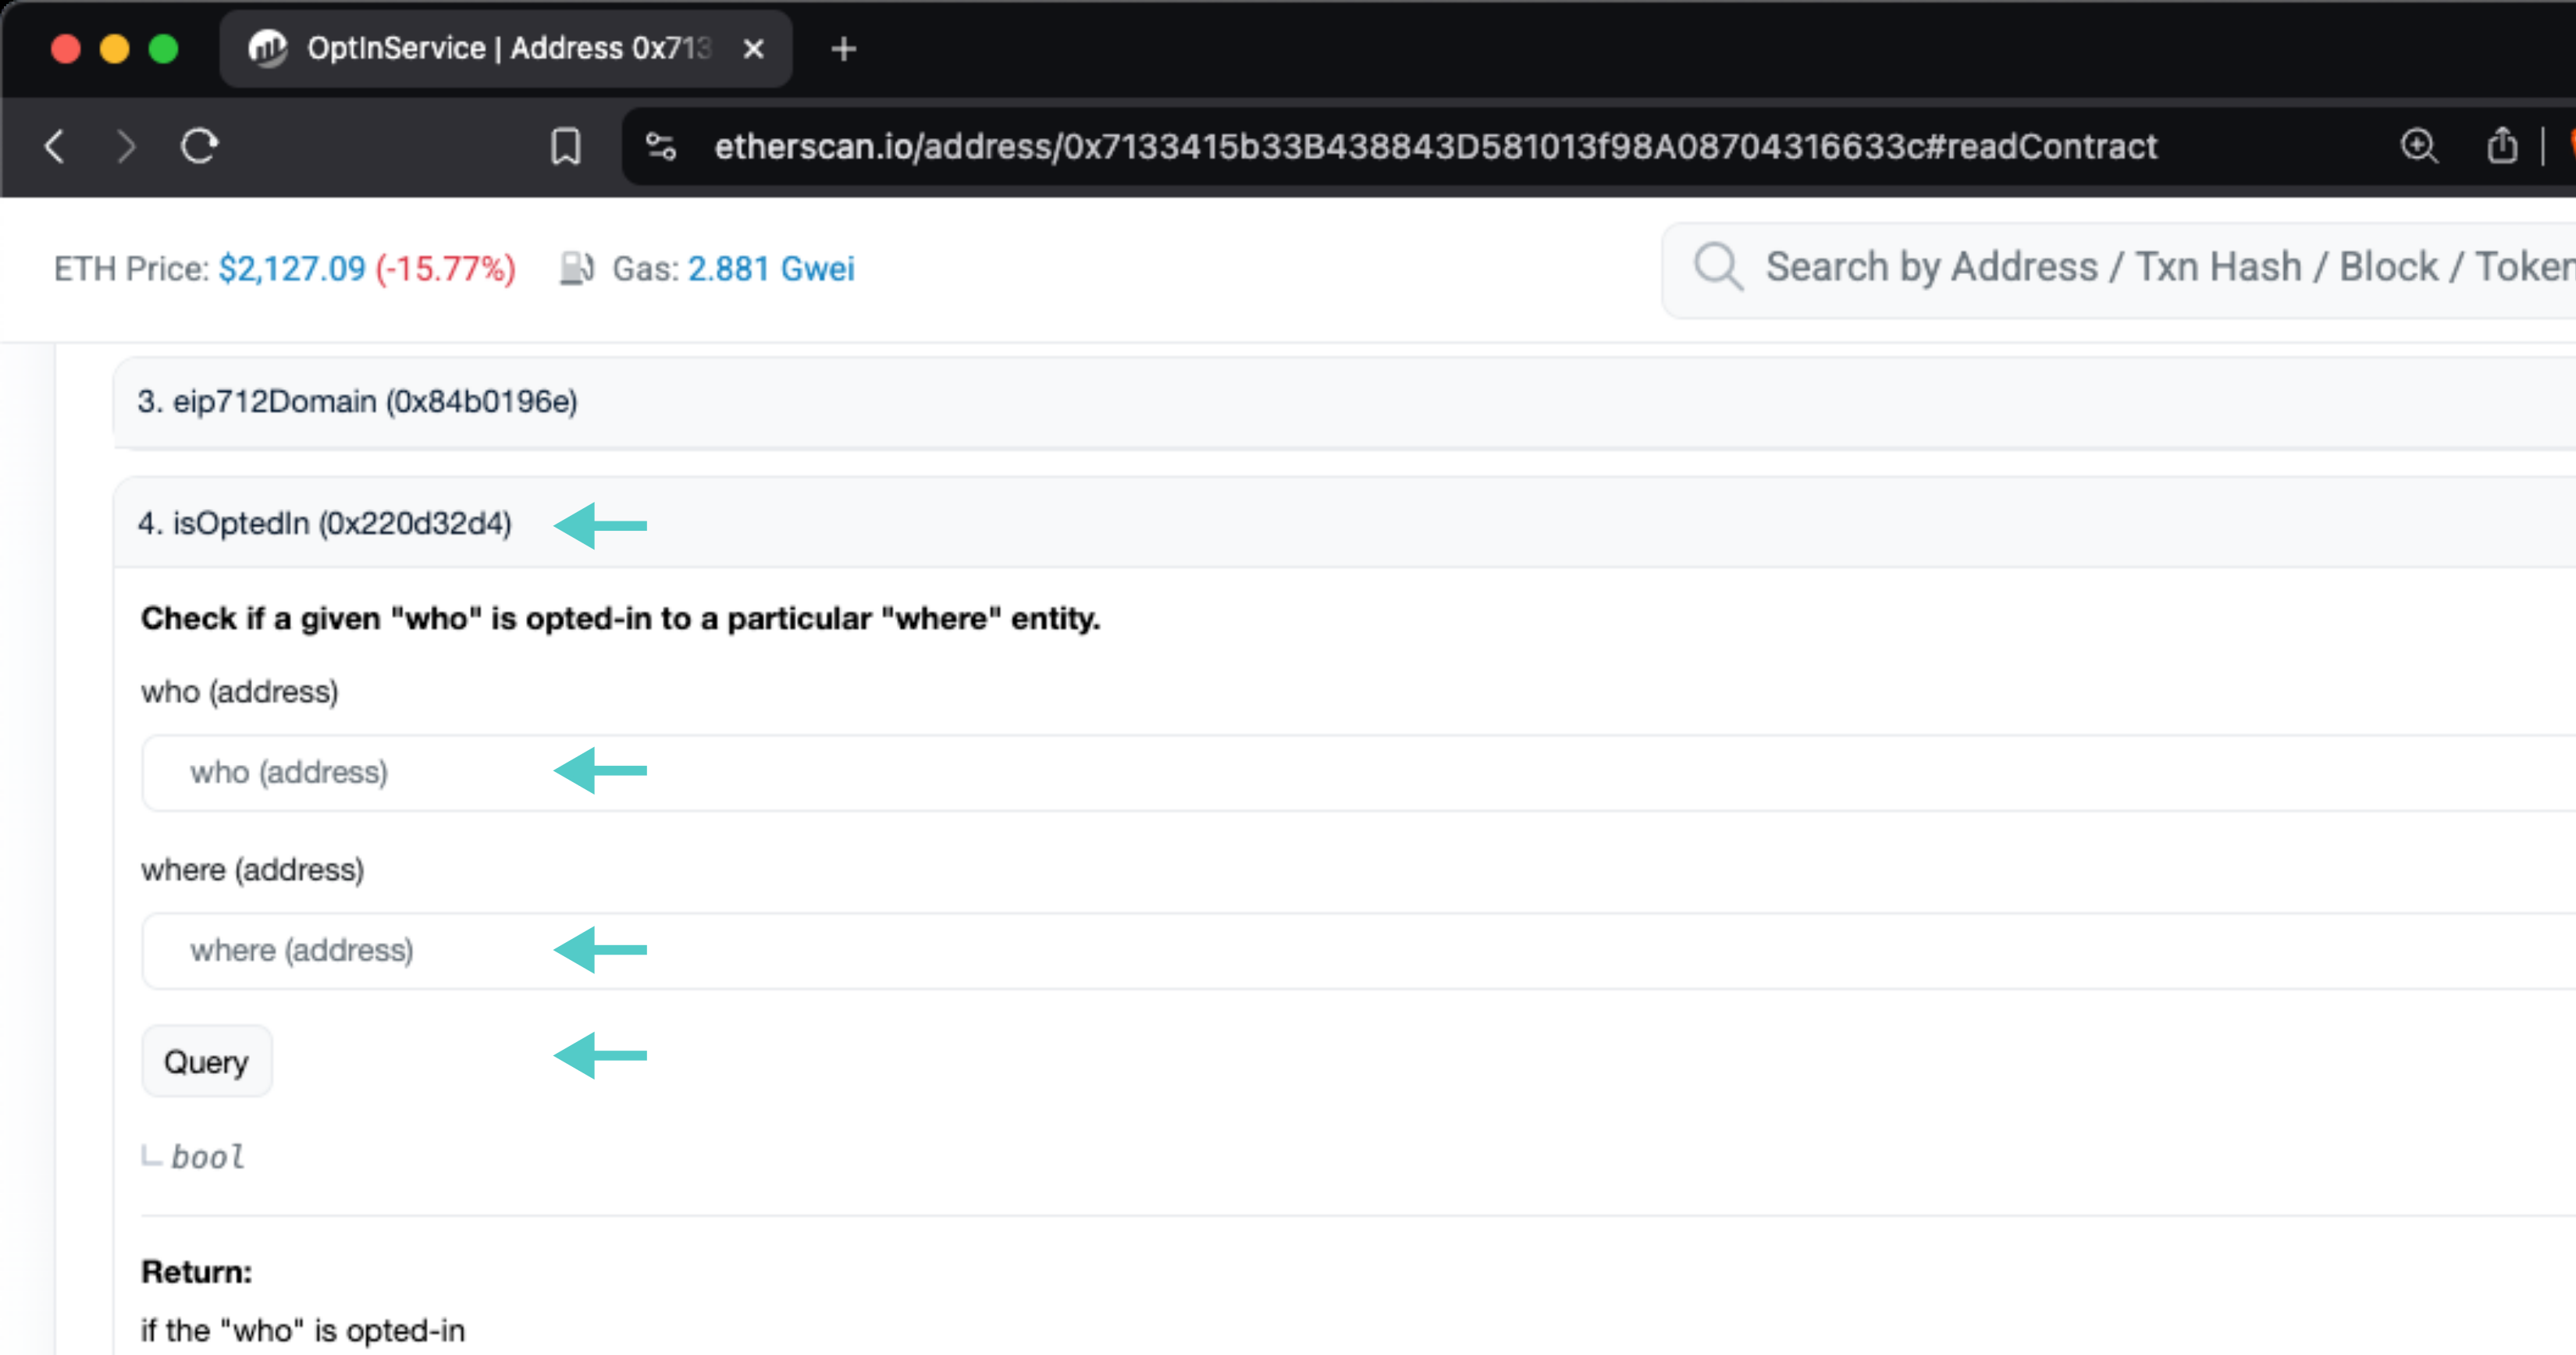 OptInService | Address 0x713
etherscan.io/address/0x7133415b33B438843D581013f98A08704316633c#readContract
ETH Price: $2,127.09 (-15.77%) Gas: 2.881 Gwei
Search by Address / Txn Hash / Block / Token
3. eip712Domain (0x84b0196e)
4. isOptedIn (0x220d32d4)
Check if a given "who" is opted-in to a particular "where" entity.
who (address)
who (address)
where (address)
where (address)
Query
bool
Return:
if the "who" is opted-in